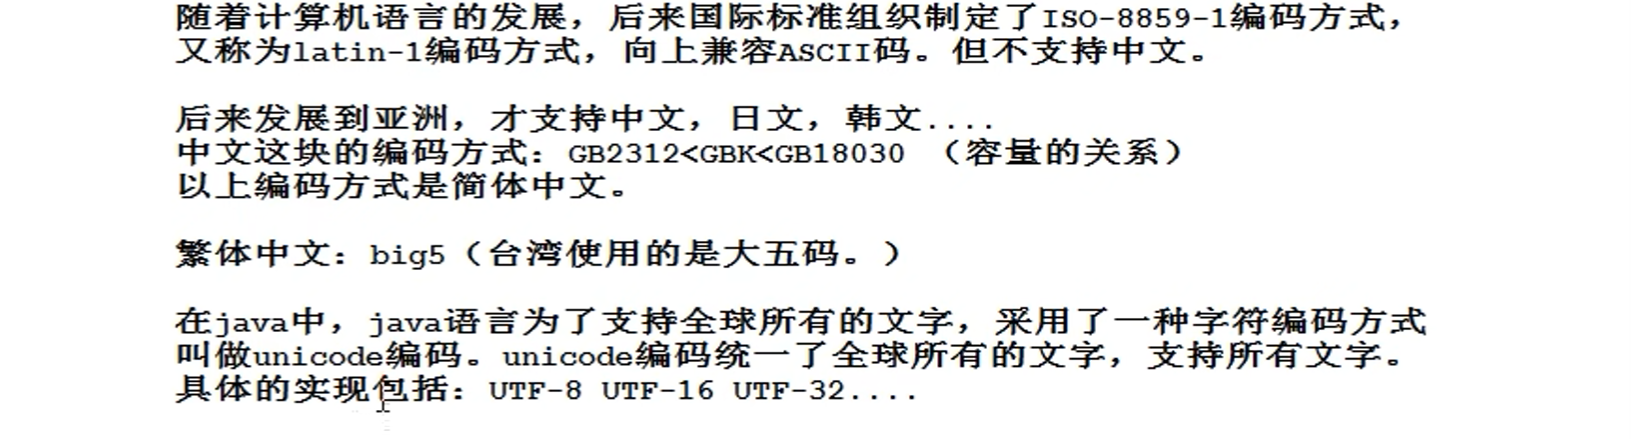 随着计算机语言的发展，后来国际标准组织制定了ISO-8859-1编码方式，
又称为latin-1编码方式，向上兼容ASCII码。但不支持中文。
后来发展到亚洲，才支持中文，日文，韩文....
中文这块的编码方式：GB2312<GBK<GB18030 （容量的关系）
以上编码方式是简体中文。
繁体中文：big5（台湾使用的是大五码。）
在java中，java语言为了支持全球所有的文字，采用了一种字符编码方式
叫做unicode编码。unicode编码统一了全球所有的文字，支持所有文字。
具体的实现包括：UTF-8 UTF-16 UTF-32....